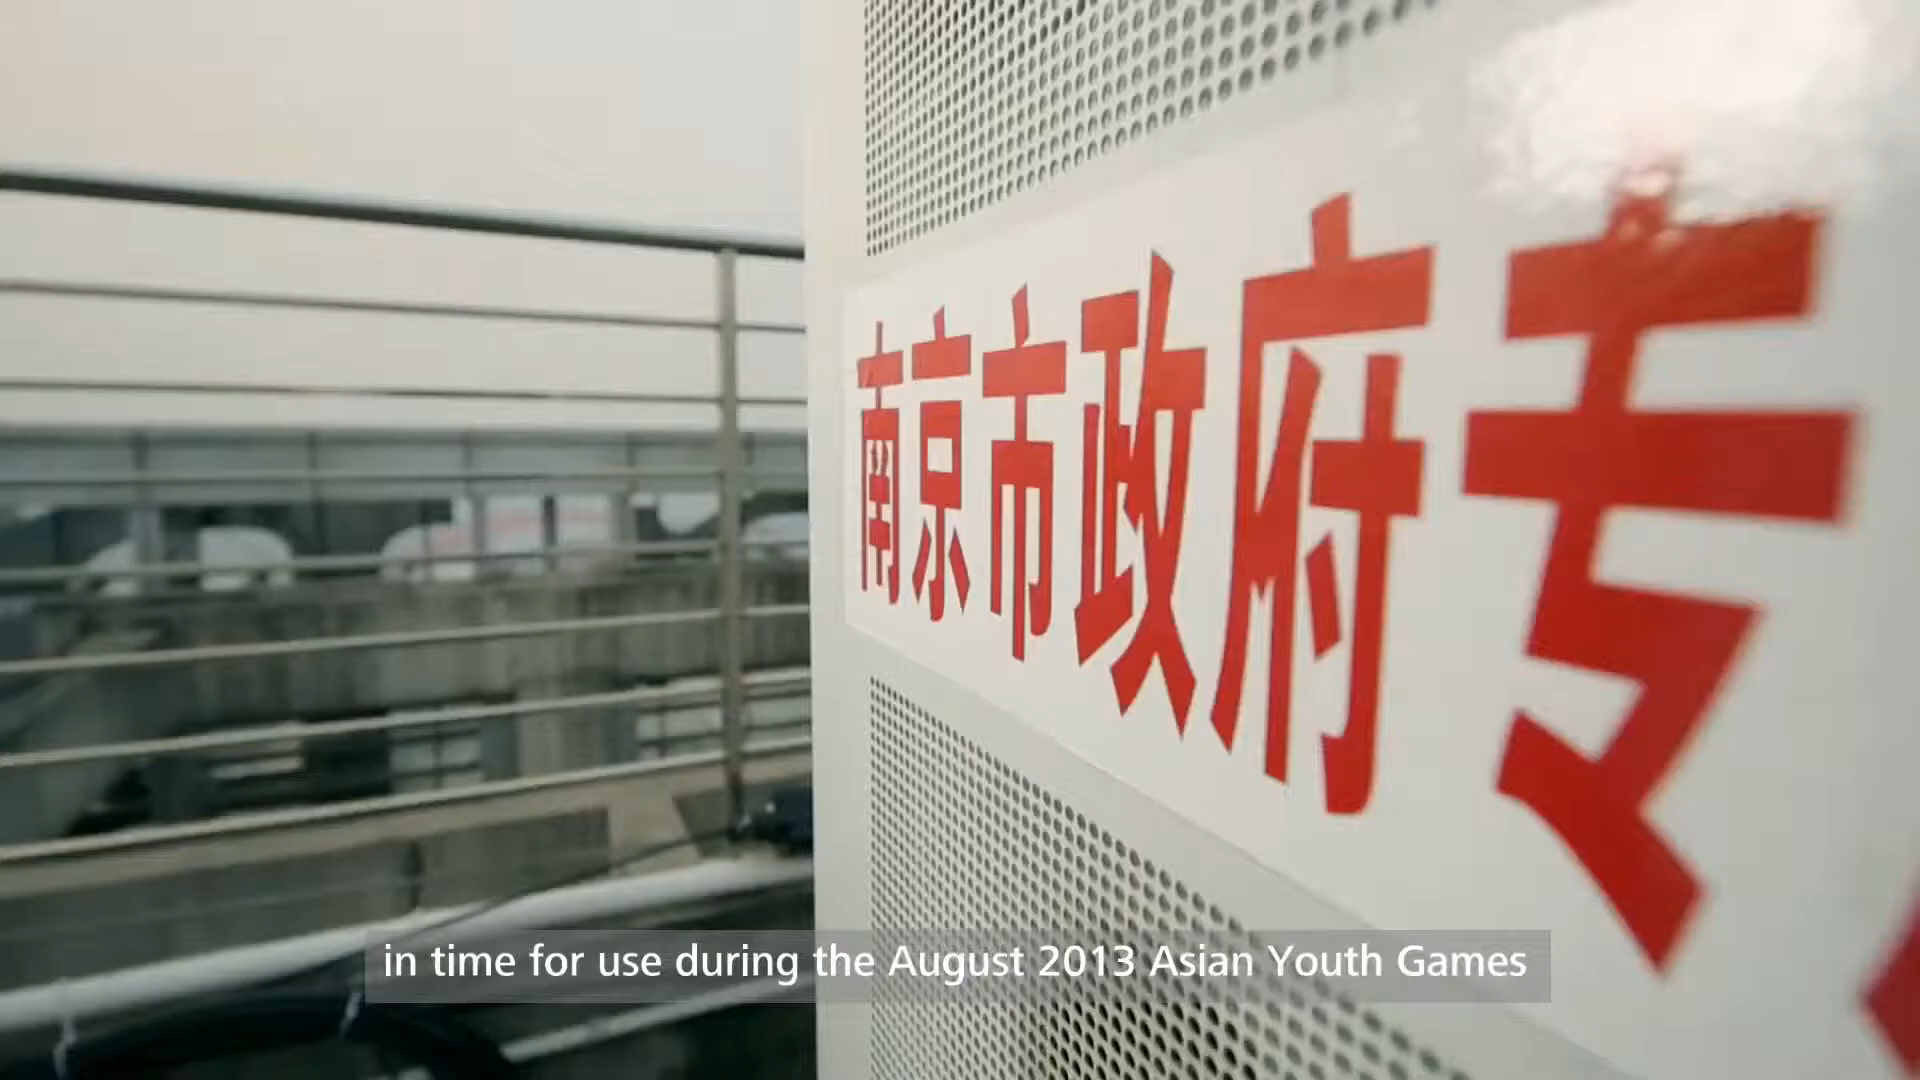 南京市政府专
in time for use during the August 2013 Asian Youth Games